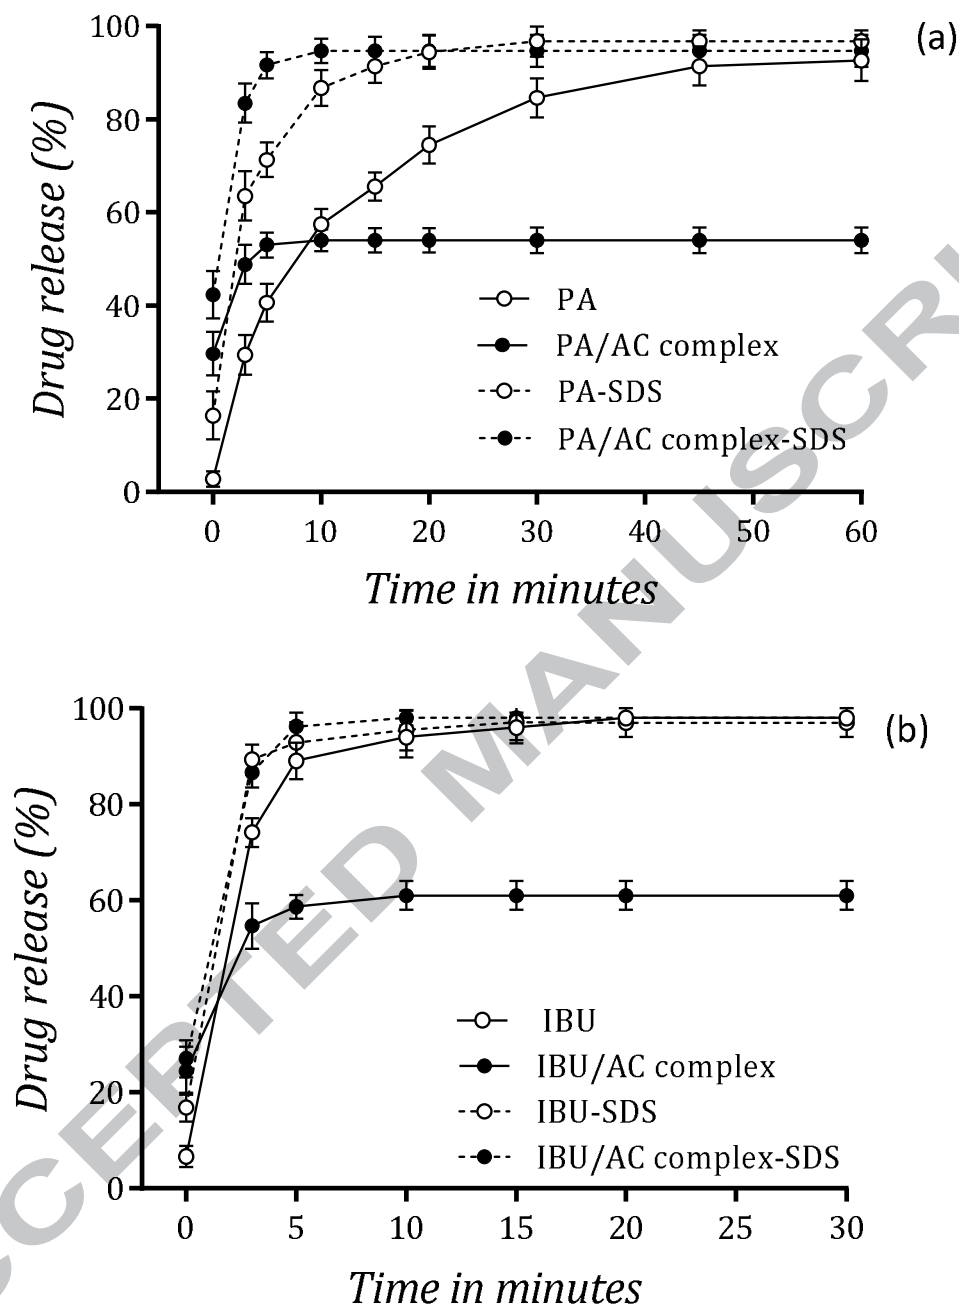 (a)
100
80
60
40
20
0
Drug release (%)
PA
PA/AC complex
PA-SDS
PA/AC complex-SDS
0 10 20 30 40 50 60
Time in minutes
(b)
100
80
60
40
20
0
Drug release (%)
IBU
IBU/AC complex
IBU-SDS
IBU/AC complex-SDS
0 5 10 15 20 25 30
Time in minutes
CCEPTED MANUSCRI